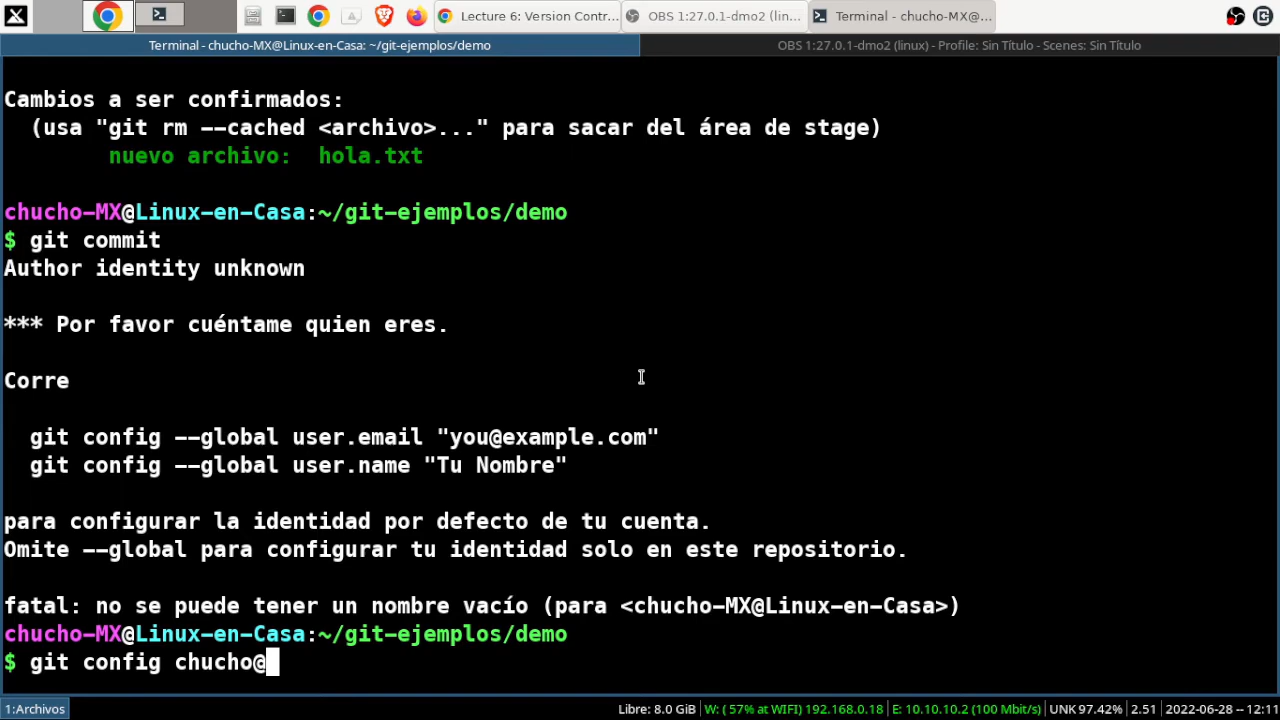 Lecture 6: Version Contr...
OBS 1:27.0.1-dmo2 (lin...
Terminal - chucho-MX@...
Terminal - chucho-MX@Linux-en-Casa: ~/git-ejemplos/demo
OBS 1:27.0.1-dmo2 (linux) - Profile: Sin Título - Scenes: Sin Título
Cambios a ser confirmados:
  (usa "git rm --cached <archivo>..." para sacar del área de stage)
        nuevo archivo:  hola.txt
chucho-MX@Linux-en-Casa:~/git-ejemplos/demo
$ git commit
Author identity unknown
*** Por favor cuéntame quien eres.
Corre
  git config --global user.email "you@example.com"
  git config --global user.name "Tu Nombre"
para configurar la identidad por defecto de tu cuenta.
Omite --global para configurar tu identidad solo en este repositorio.
fatal: no se puede tener un nombre vacío (para <chucho-MX@Linux-en-Casa>)
chucho-MX@Linux-en-Casa:~/git-ejemplos/demo
$ git config chucho@
1:Archivos
Libre: 8.0 GiB W: ( 57% at WIFI) 192.168.0.18 E: 10.10.10.2 (100 Mbit/s) UNK 97.42% 2.51 2022-06-28 -- 12:11